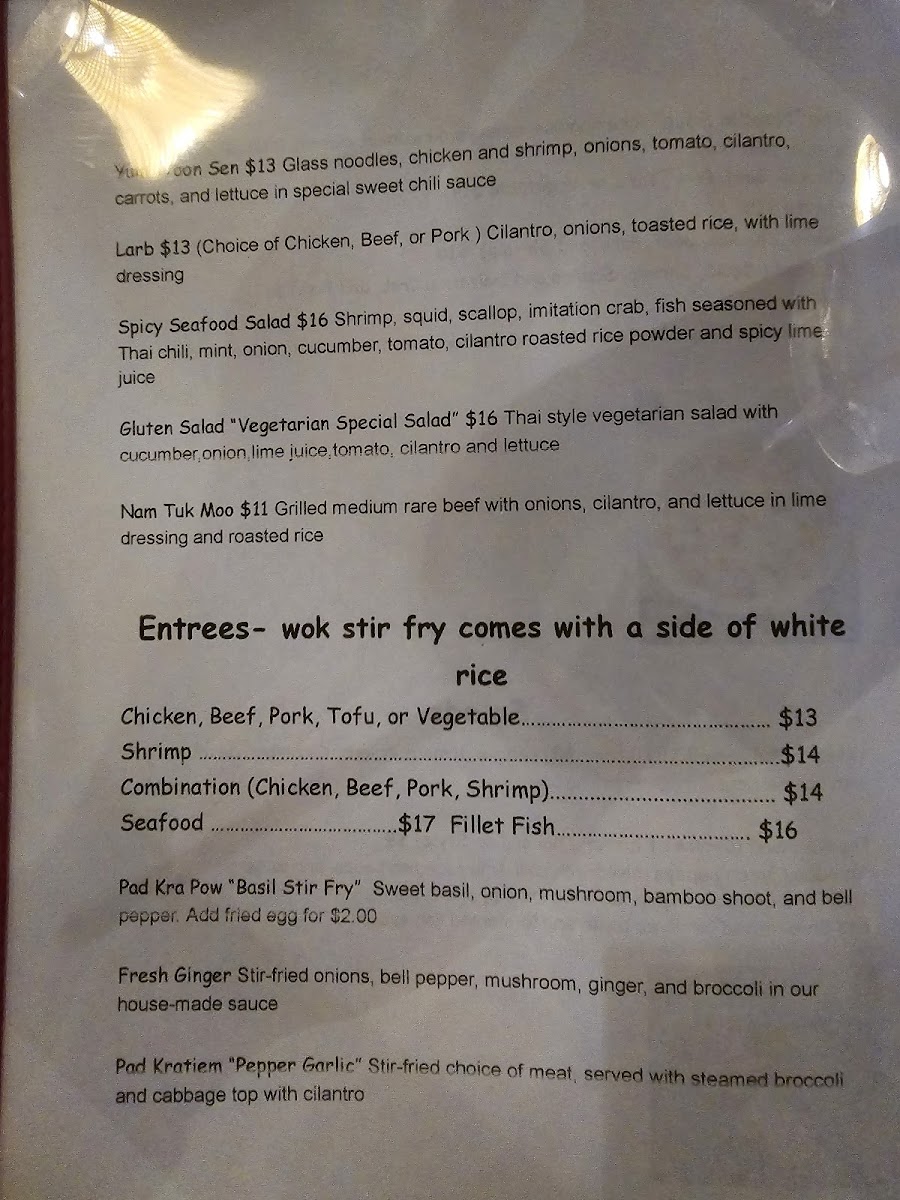 Sen $13 Glass noodles, chicken and shrimp, onions, tomato, cilantro,
carrots, and lettuce in special sweet chili sauce
Larb $13 (Choice of Chicken, Beef, or Pork ) Cilantro, onions, toasted rice, with lime
dressing
Spicy Seafood Salad $16 Shrimp, squid, scallop, imitation crab, fish seasoned with
Thai chili, mint, onion, cucumber, tomato, cilantro roasted rice powder and spicy lime
juice
Gluten Salad "Vegetarian Special Salad" $16 Thai style vegetarian salad with
cucumber,onion,lime juice,tomato, cilantro and lettuce
Nam Tuk Moo $11 Grilled medium rare beef with onions, cilantro, and lettuce in lime
dressing and roasted rice
Entrees- wok stir fry comes with a side of white
rice
Chicken, Beef, Pork, Tofu, or Vegetable.................................................. $13
Shrimp ..........................................................................................$14
Combination (Chicken, Beef, Pork, Shrimp)............................................ $14
Seafood .....................................$17 Fillet Fish...................................... $16
Pad Kra Pow "Basil Stir Fry" Sweet basil, onion, mushroom, bamboo shoot, and bell
pepper. Add fried egg for $2.00
Fresh Ginger Stir-fried onions, bell pepper, mushroom, ginger, and broccoli in our
house-made sauce
Pad Kratiem "Pepper Garlic" Stir-fried choice of meat, served with steamed broccoli
and cabbage top with cilantro